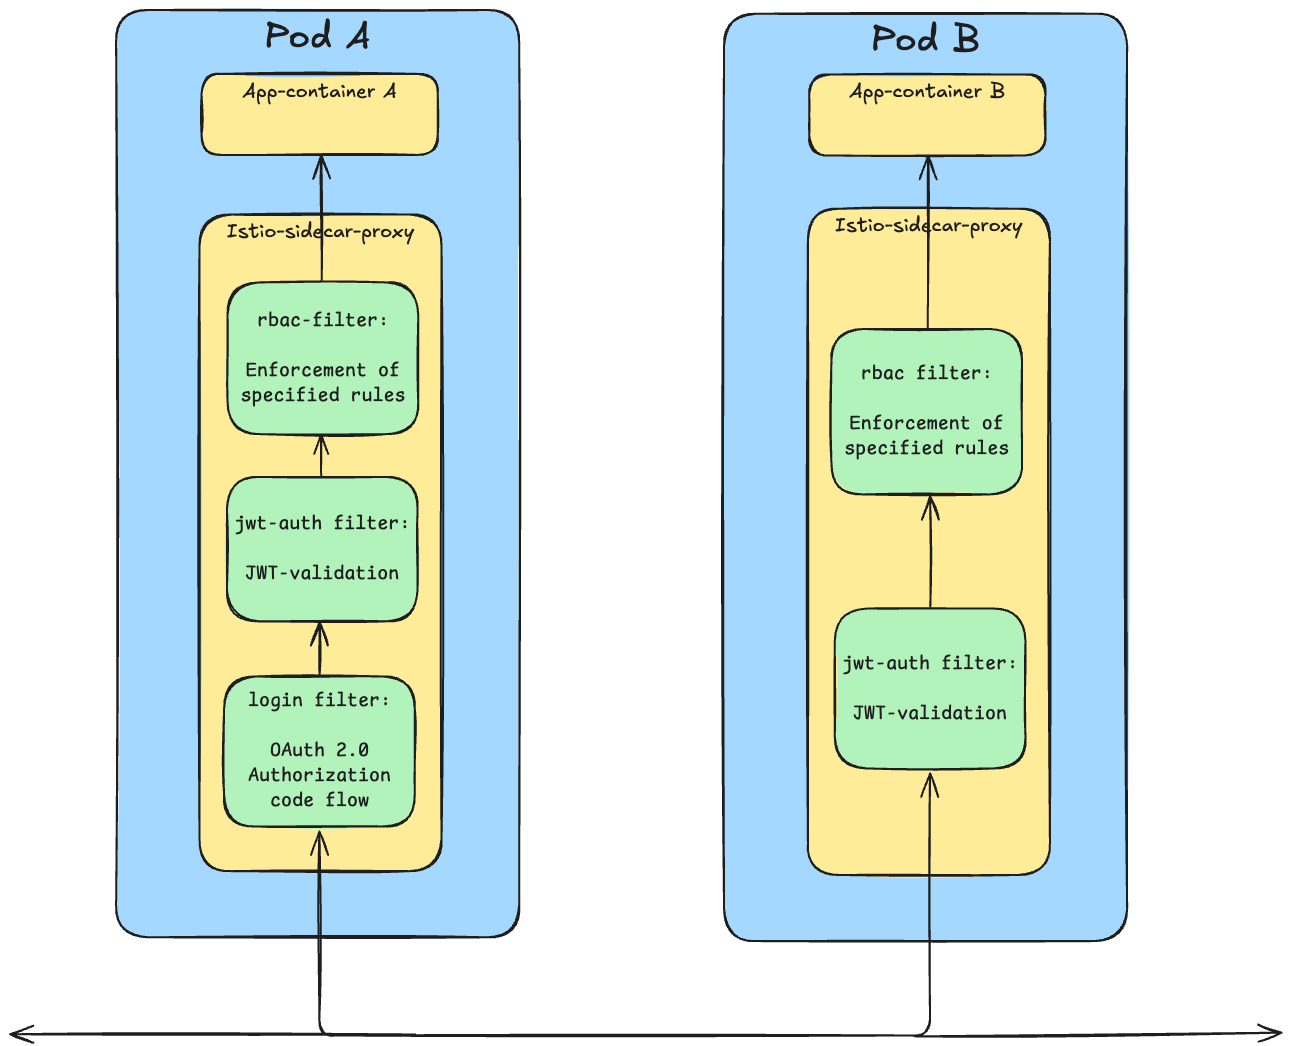 Pod A
App-container A
Istio-sidecar-proxy
rbac-filter:
Enforcement of
specified rules
jwt-auth filter:
JWT-validation
login filter:
OAuth 2.0
Authorization
code flow
Pod B
App-container B
Istio-sidecar-proxy
rbac filter:
Enforcement of
specified rules
jwt-auth filter:
JWT-validation